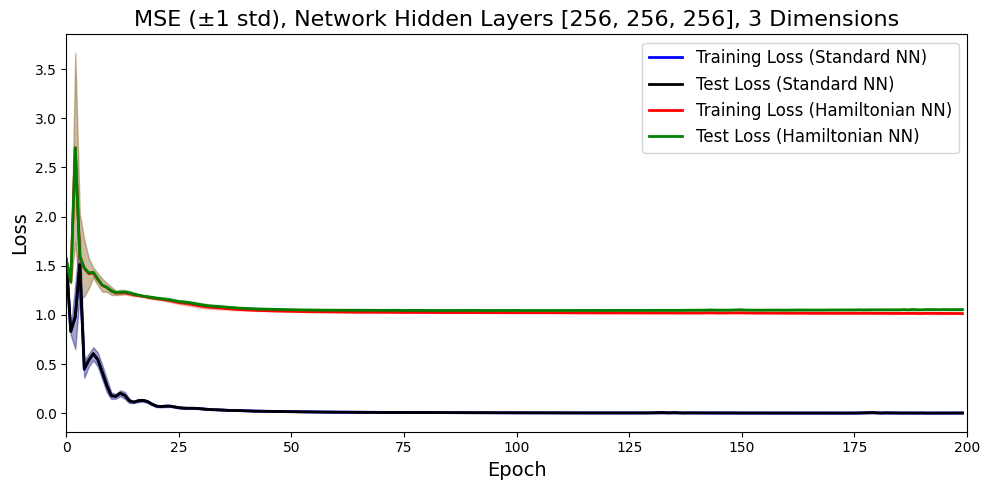 MSE (±1 std), Network Hidden Layers [256, 256, 256], 3 Dimensions
Training Loss (Standard NN)
Test Loss (Standard NN)
Training Loss (Hamiltonian NN)
Test Loss (Hamiltonian NN)
Loss
3.5
3.0
2.5
2.0
1.5
1.0
0.5
0.0
0 25 50 75 100 125 150 175 200
Epoch